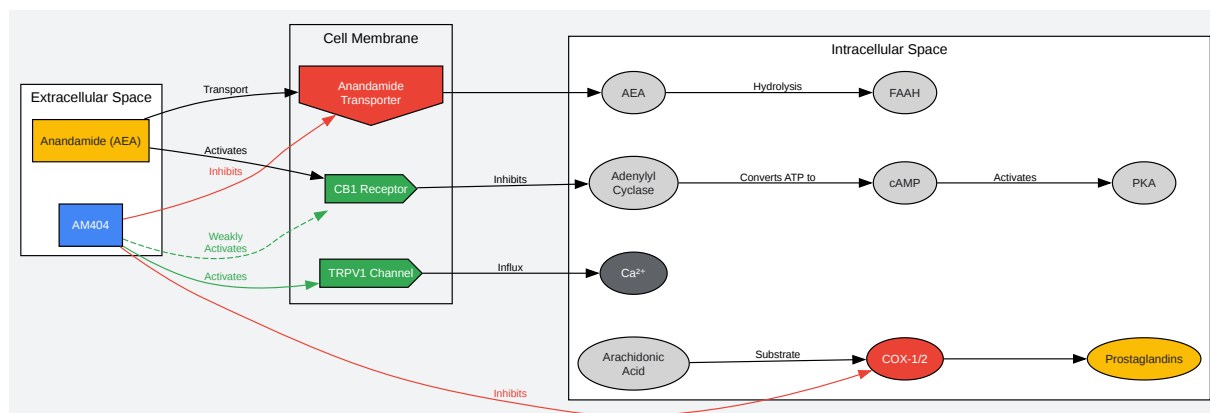 Cell Membrane
Intracellular Space
Extracellular Space
Transport
Anandamide
Transporter
AEA
Hydrolysis
FAAH
Anandamide (AEA)
Activates
Inhibits
CB1 Receptor
Inhibits
Adenylyl
Cyclase
Converts ATP to
cAMP
Activates
PKA
AM404
Weakly
Activates
Activates
TRPV1 Channel
Influx
Ca²⁺
Arachidonic
Acid
Substrate
COX-1/2
Prostaglandins
Inhibits